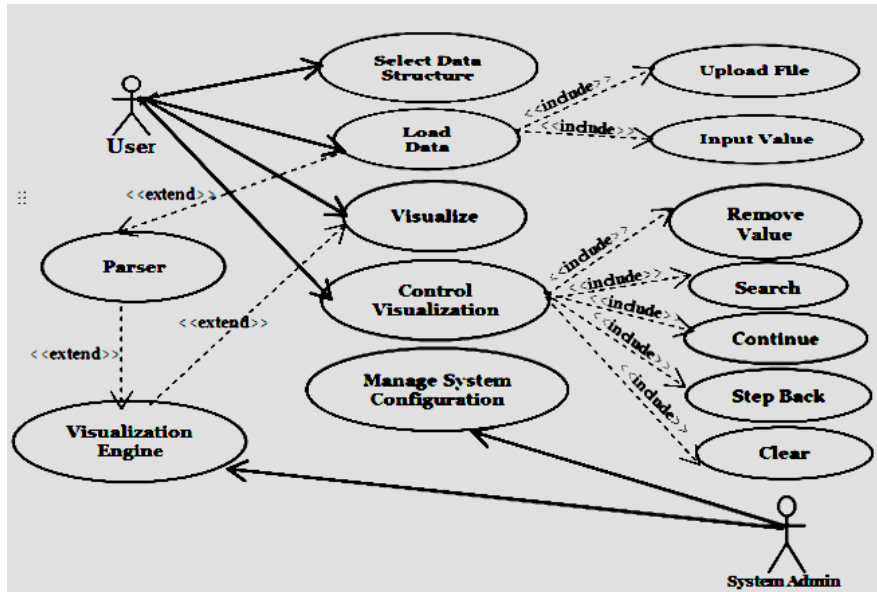 Select Data
Structure
Upload File
<<include>>
<<include>>
Load
Data
Input Value
User
<<extend>>
Visualize
Remove
Value
<<include>>
Parser
Control
Visualization
<<include>>
Search
<<extend>>
<<include>>
Continue
<<extend>>
Manage System
Configuration
<<include>>
Step Back
<<include>>
Visualization
Engine
Clear
System Admin